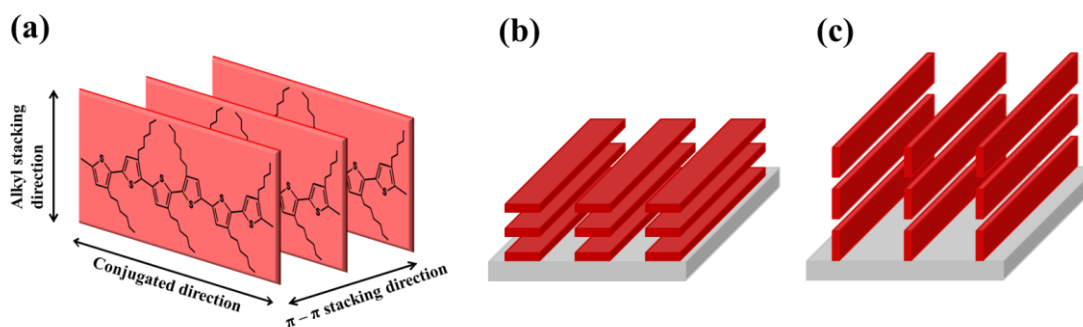 (a)
(b)
(c)
Alkyl stacking
direction
S
S
S
S
S
S
S
S
S
Conjugated direction
π – π stacking direction